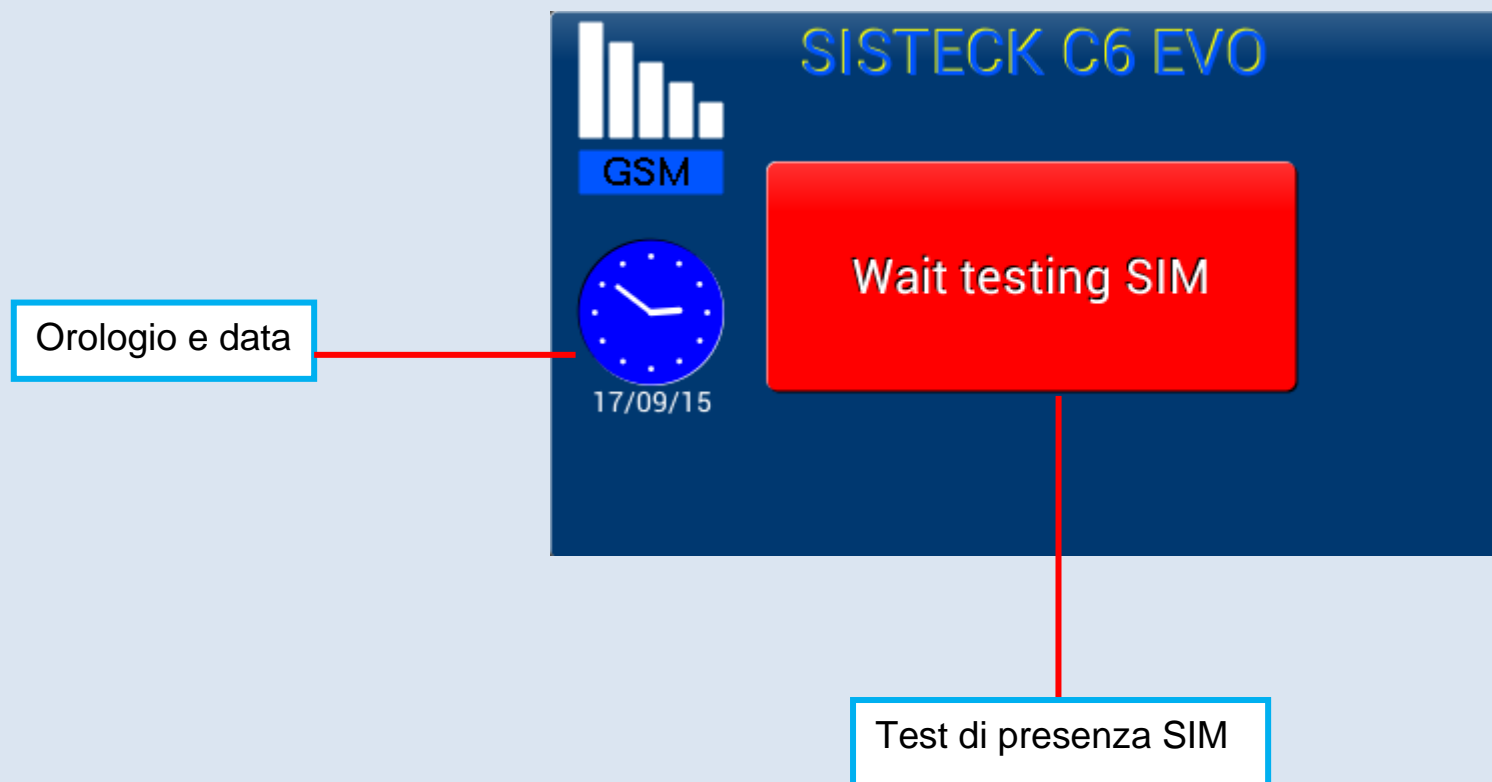 SISTECK C6 EVO
GSM
Wait testing SIM
Orologio e data
17/09/15
Test di presenza SIM